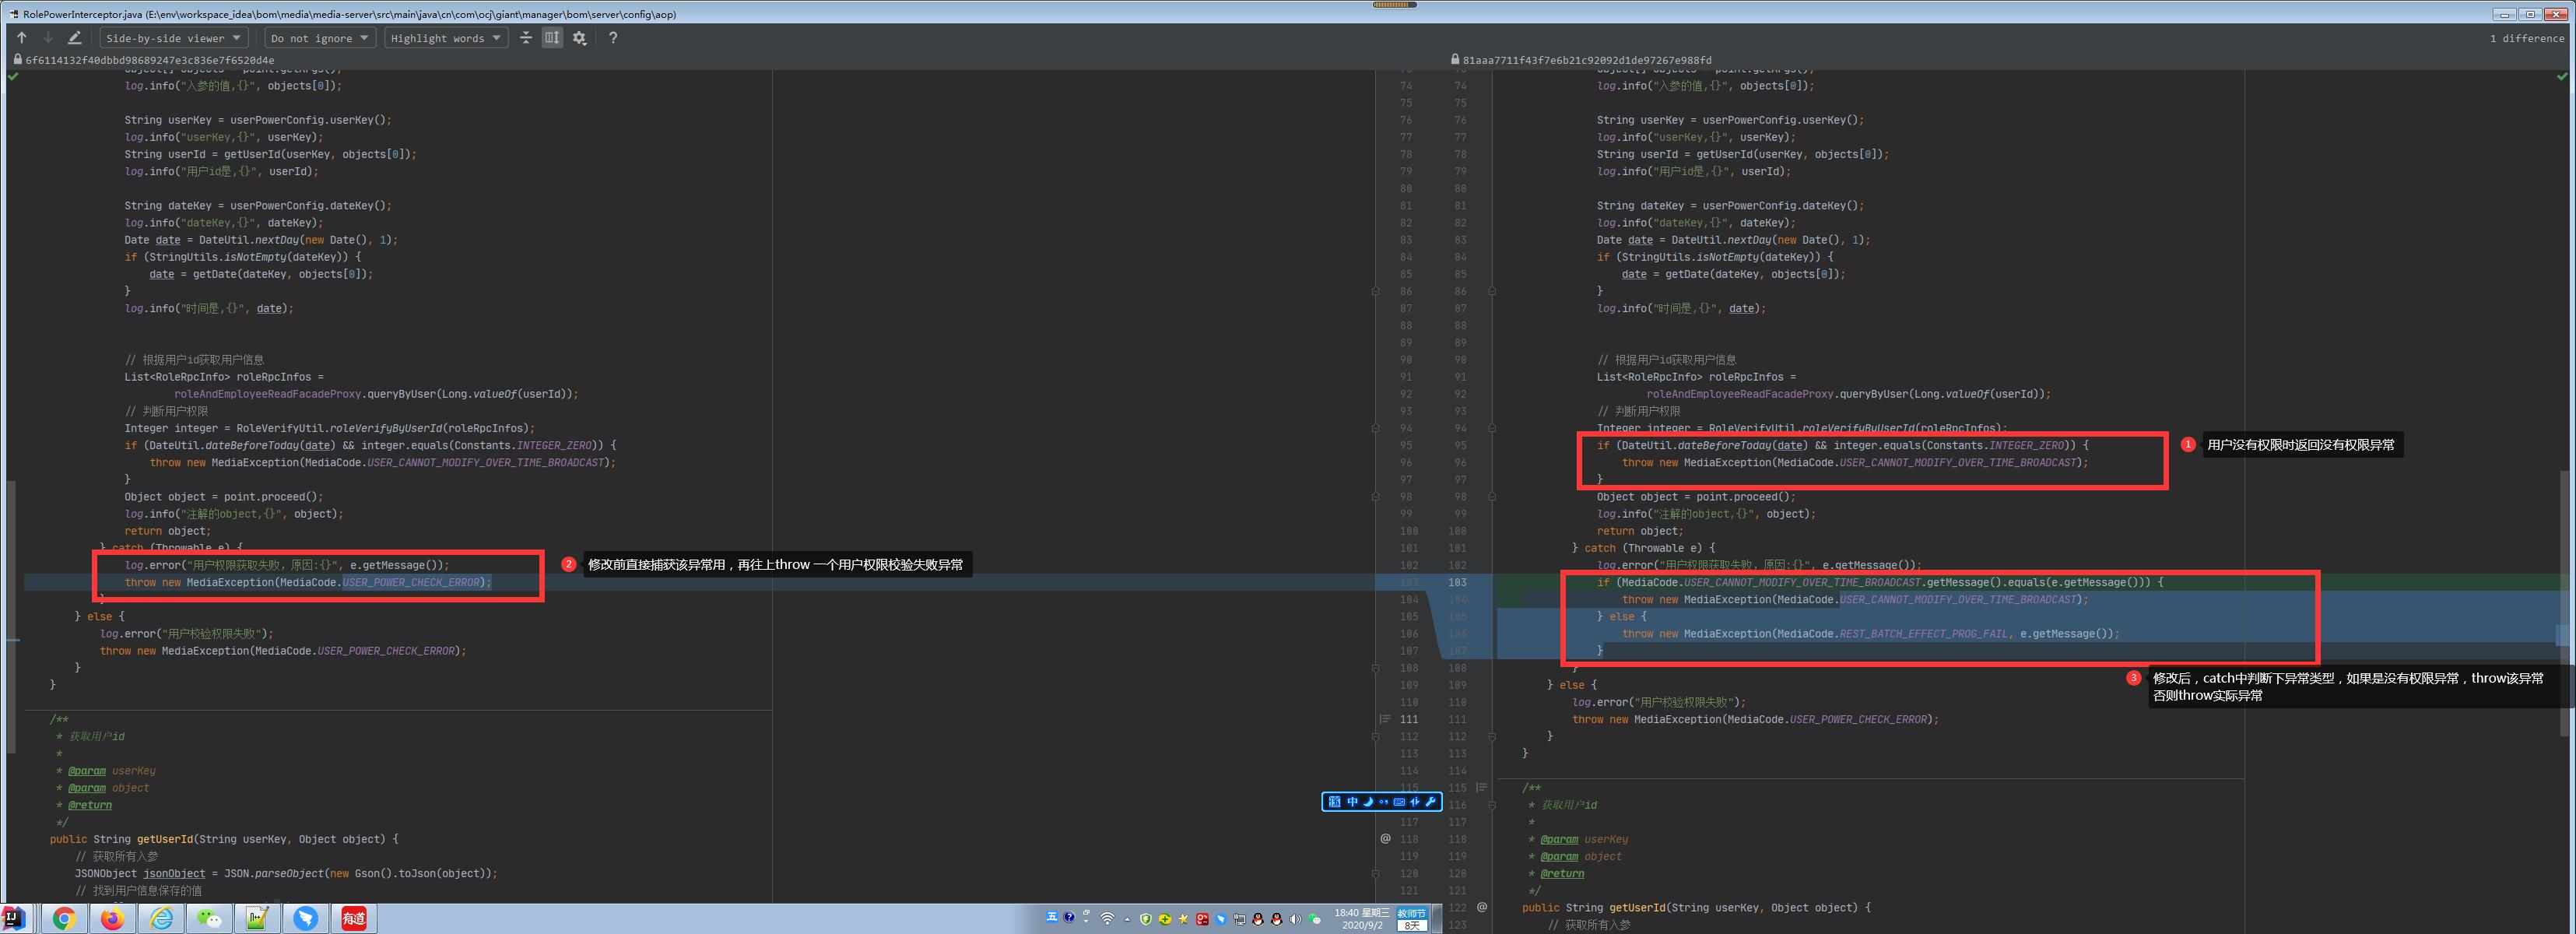 RolePowerInterceptor.java (E:\env\workspace_idea\bom\media\media-server\src\main\java\cn\com\ocj\giant\manager\bom\server\config\aop)
Side-by-side viewer
Do not ignore
Highlight words
?
1 difference
6f6114132f40dbbd98689247e3c836e7f6520d4e
log.info("入参的值,{}", objects[0]);
String userKey = userPowerConfig.userKey();
log.info("userKey,{}", userKey);
String userId = getUserId(userKey, objects[0]);
log.info("用户id是,{}", userId);
String dateKey = userPowerConfig.dateKey();
log.info("dateKey,{}", dateKey);
Date date = DateUtil.nextDay(new Date(), 1);
if (StringUtils.isNotEmpty(dateKey)) {
date = getDate(dateKey, objects[0]);
}
log.info("时间是,{}", date);
// 根据用户id获取用户信息
List<RoleRpcInfo> roleRpcInfos =
roleAndEmployeeReadFacadeProxy.queryByUser(Long.valueOf(userId));
// 判断用户权限
Integer integer = RoleVerifyUtil.roleVerifyByUserId(roleRpcInfos);
if (DateUtil.dateBeforeToday(date) && integer.equals(Constants.INTEGER_ZERO)) {
throw new MediaException(MediaCode.USER_CANNOT_MODIFY_OVER_TIME_BROADCAST);
}
Object object = point.proceed();
log.info("注解的object,{}", object);
return object;
} catch (Throwable e) {
log.error("用户权限获取失败，原因:{}", e.getMessage());
throw new MediaException(MediaCode.USER_POWER_CHECK_ERROR);
2 修改前直接捕获该异常用，再往上throw 一个用户权限校验失败异常
} else {
log.error("用户校验权限失败");
throw new MediaException(MediaCode.USER_POWER_CHECK_ERROR);
}
}
/**
* 获取用户id
*
* @param userKey
* @param object
* @return
*/
public String getUserId(String userKey, Object object) {
// 获取所有入参
JSONObject jsonObject = JSON.parseObject(new Gson().toJson(object));
// 找到用户信息保存的值
81aaa7711f43f7e6b21c92092d1de97267e988fd
74 74 log.info("入参的值,{}", objects[0]);
75 75
76 76 String userKey = userPowerConfig.userKey();
77 77 log.info("userKey,{}", userKey);
78 78 String userId = getUserId(userKey, objects[0]);
79 79 log.info("用户id是,{}", userId);
80 80
81 81 String dateKey = userPowerConfig.dateKey();
82 82 log.info("dateKey,{}", dateKey);
83 83 Date date = DateUtil.nextDay(new Date(), 1);
84 84 if (StringUtils.isNotEmpty(dateKey)) {
85 85 date = getDate(dateKey, objects[0]);
86 86 }
87 87 log.info("时间是,{}", date);
88 88
89 89
90 90 // 根据用户id获取用户信息
91 91 List<RoleRpcInfo> roleRpcInfos =
92 92 roleAndEmployeeReadFacadeProxy.queryByUser(Long.valueOf(userId));
93 93 // 判断用户权限
94 94 Integer integer = RoleVerifyUtil.roleVerifyByUserId(roleRpcInfos);
95 95 if (DateUtil.dateBeforeToday(date) && integer.equals(Constants.INTEGER_ZERO)) {
1 用户没有权限时返回没有权限异常
96 96 throw new MediaException(MediaCode.USER_CANNOT_MODIFY_OVER_TIME_BROADCAST);
97 97 }
98 98 Object object = point.proceed();
99 99 log.info("注解的object,{}", object);
100 100 return object;
101 101 } catch (Throwable e) {
102 102 log.error("用户权限获取失败，原因:{}", e.getMessage());
103 103 if (MediaCode.USER_CANNOT_MODIFY_OVER_TIME_BROADCAST.getMessage().equals(e.getMessage())) {
104 104 throw new MediaException(MediaCode.USER_CANNOT_MODIFY_OVER_TIME_BROADCAST);
105 105 } else {
106 106 throw new MediaException(MediaCode.REST_BATCH_EFFECT_PROG_FAIL, e.getMessage());
107 107 }
108 108 }
3 修改后，catch中判断下异常类型，如果是没有权限异常，throw该异常
否则throw实际异常
109 109 } else {
110 110 log.error("用户校验权限失败");
111 111 throw new MediaException(MediaCode.USER_POWER_CHECK_ERROR);
112 112 }
113 113 }
114 114
115 115 /**
116 116 * 获取用户id
117 117 *
118 118 * @param userKey
119 119 * @param object
120 120 * @return
121 121 */
122 public String getUserId(String userKey, Object object) {
123 // 获取所有入参
中
有道
18:40 星期三
2020/9/2
教师节
8天